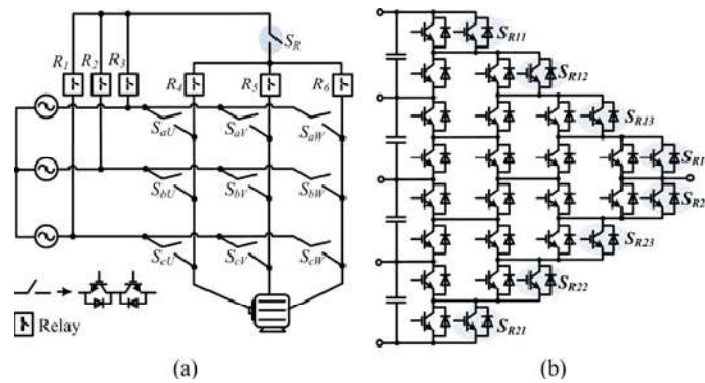 R1
R2
R3
SR
R4
R5
R6
SaU
SaV
SaW
SbU
SbV
SbW
ScU
ScV
ScW
Relay
(a)
SR11
SR12
SR13
SR1
SR2
SR23
SR22
SR21
(b)